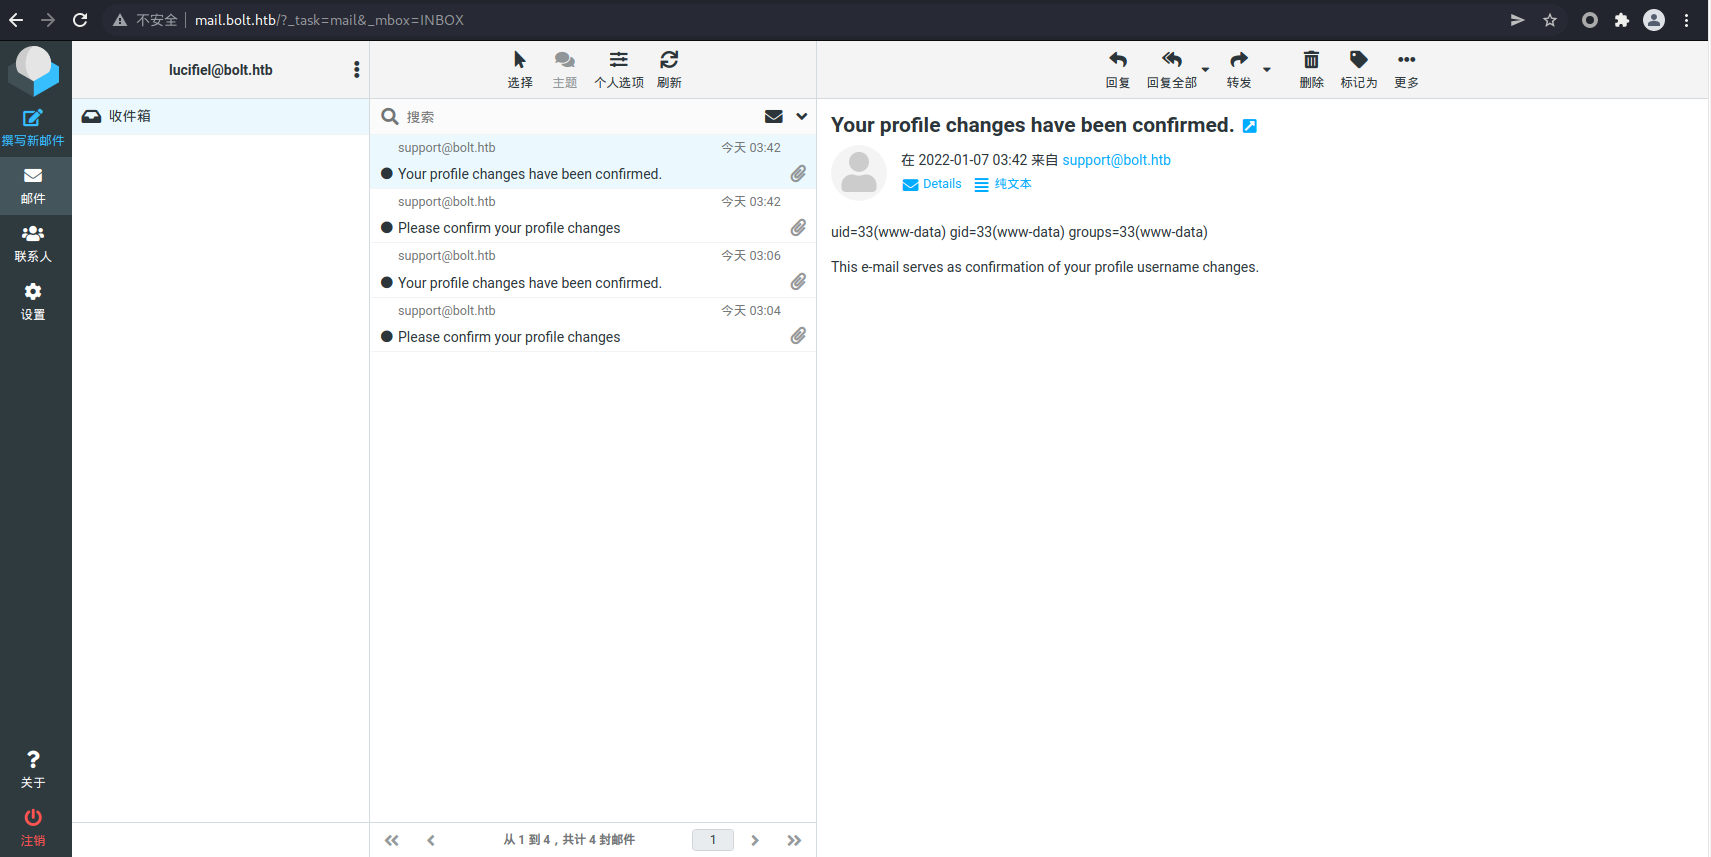 不安全 mail.bolt.htb/?_task=mail&_mbox=INBOX
撰写新邮件
邮件
联系人
设置
关于
注销
lucifiel@bolt.htb
收件箱
选择 主题 个人选项 刷新
搜索
support@bolt.htb 今天 03:42
Your profile changes have been confirmed.
support@bolt.htb 今天 03:42
Please confirm your profile changes
support@bolt.htb 今天 03:06
Your profile changes have been confirmed.
support@bolt.htb 今天 03:04
Please confirm your profile changes
从 1 到 4，共计 4 封邮件 1
回复 回复全部 转发 删除 标记为 更多
Your profile changes have been confirmed.
在 2022-01-07 03:42 来自 support@bolt.htb
Details 纯文本
uid=33(www-data) gid=33(www-data) groups=33(www-data)
This e-mail serves as confirmation of your profile username changes.